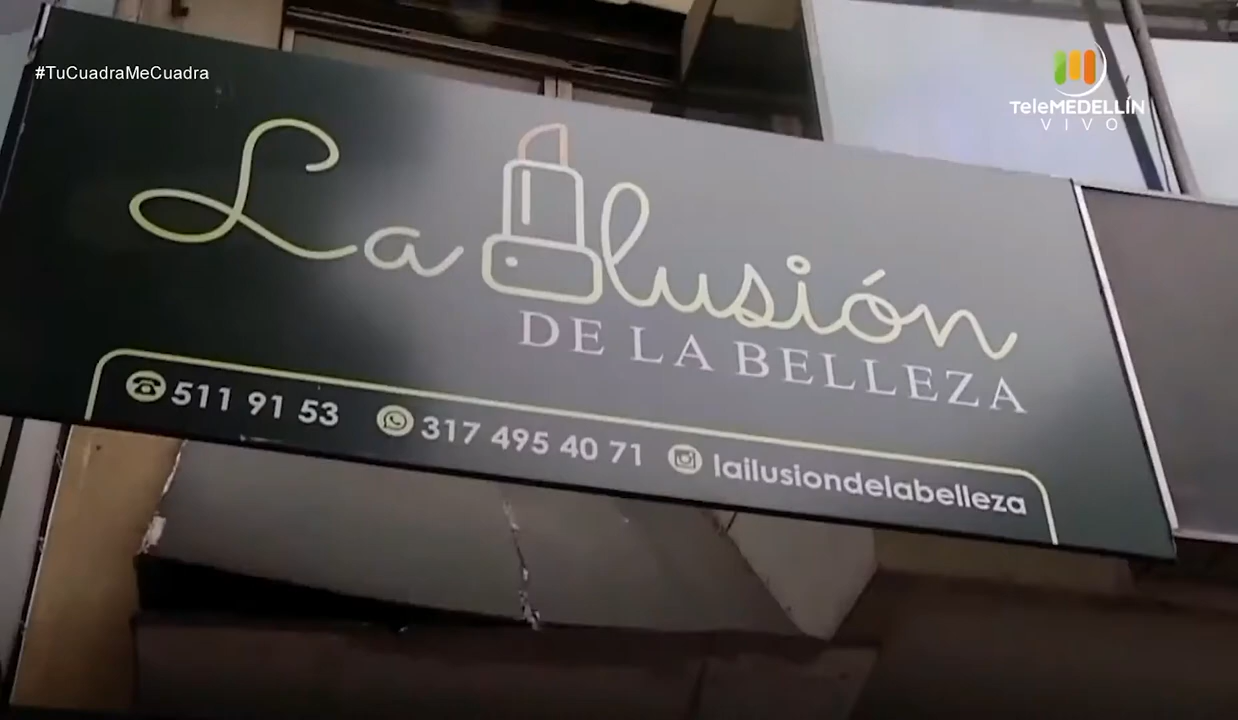 #TuCuadraMeCuadra
TeleMEDELLÍN
VIVO
La Ilusión
DE LA BELLEZA
511 91 53 317 495 40 71 lailusiondelabelleza